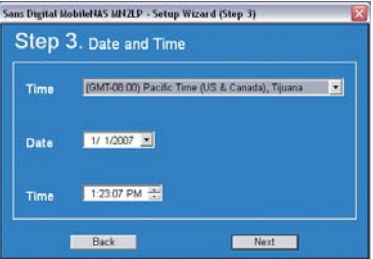 Sans Digital MobileNAS MN2LP - Setup Wizard (Step 3)
Step 3. Date and Time
Time (GMT-08:00) Pacific Time (US & Canada), Tijuana
Date 1/ 1/2007
Time 1:23:07 PM
Back Next